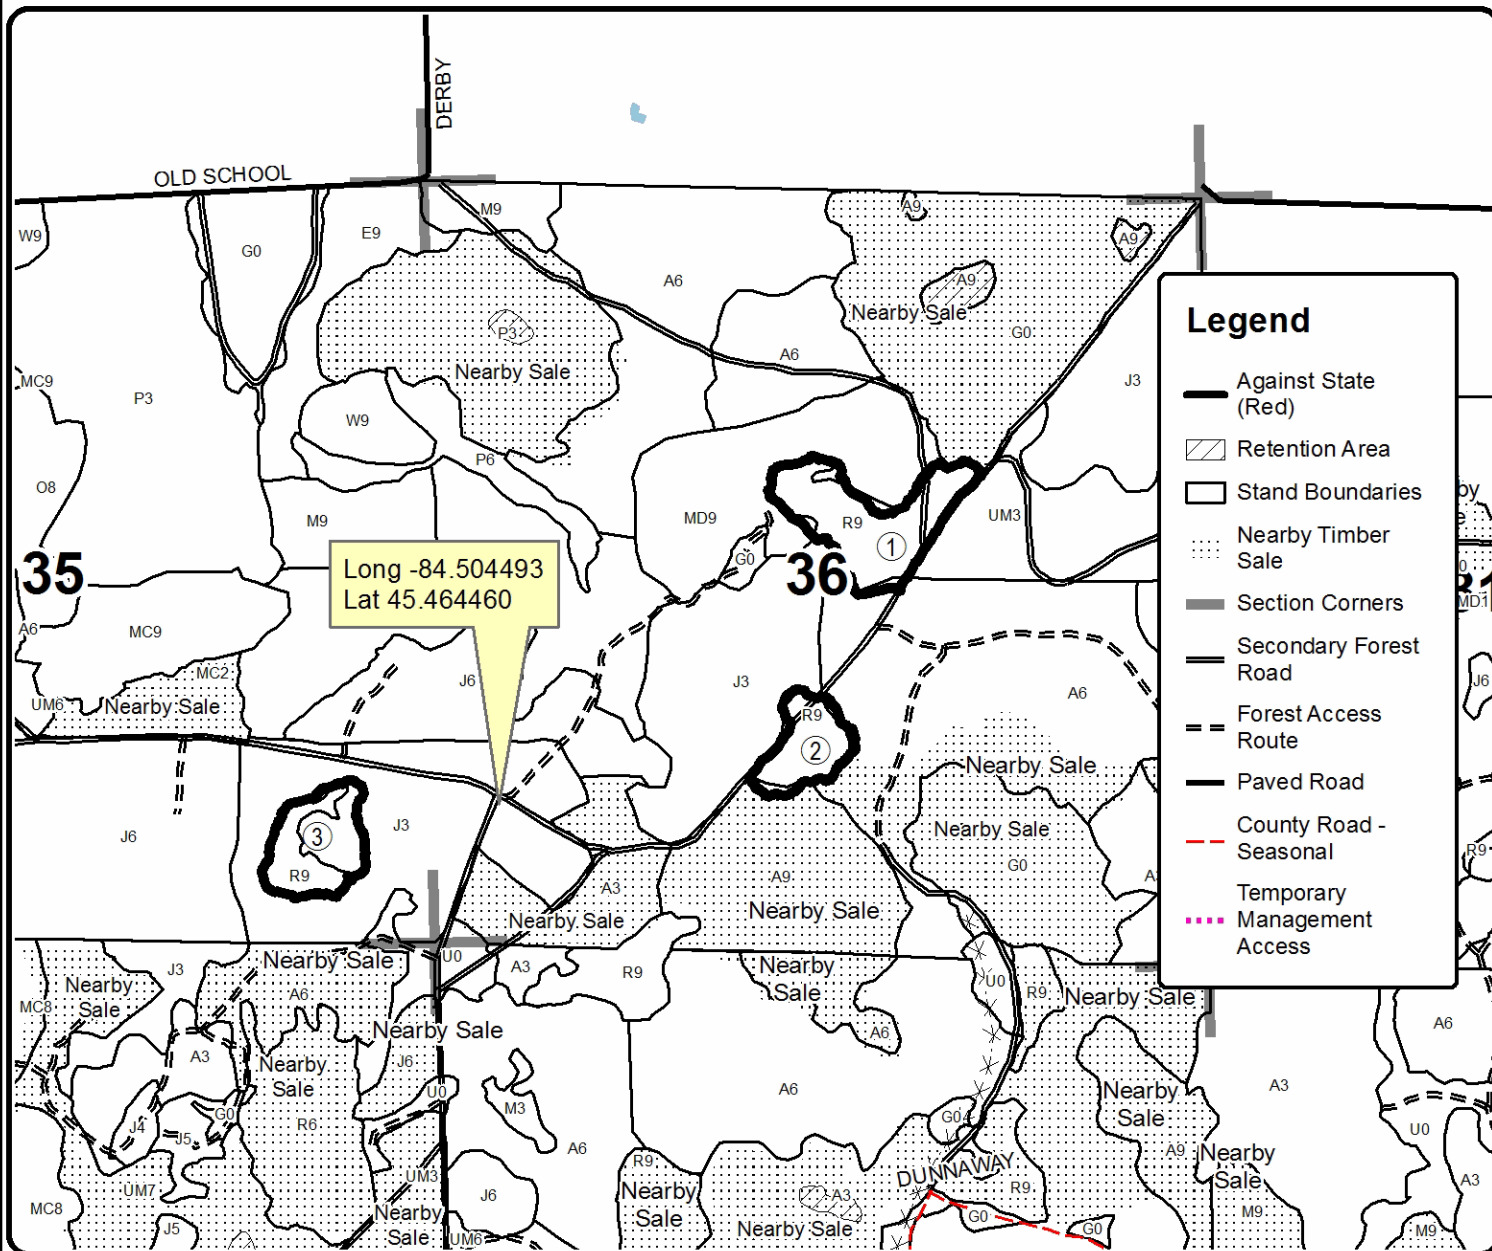 DERBY
OLD SCHOOL
M9
A9
W9
G0
E9
A9
A6
A9
Nearby Sale
G0
P3
A6
Nearby Sale
J3
MC9
P3
W9
P6
O8
M9
MD9
R9
UM3
1
G0
35
36
Long -84.504493
Lat 45.464460
A6
MC9
MC2
J6
J3
A6
UM6
Nearby Sale
R9
2
Nearby Sale
J6
3
J3
Nearby Sale
G0
R9
A3
A9
Nearby Sale
Nearby Sale
U0
Nearby Sale
J3
A3
R9
Nearby
Sale
U0
R9
Nearby Sale
Nearby
Sale
MC8
A6
Nearby Sale
A6
A6
A3
Nearby
Sale
J6
U0
A6
A3
Nearby
Sale
M3
G0
G0
J4
J5
R6
A6
U0
R9
A9
Nearby
Sale
DUNNAWAY
UM3
UM7
J6
Nearby
Sale
A3
R9
A3
MC8
Nearby
Sale
G0
M9
J5
Nearby Sale
G0
M9
UM6
Legend
Against State
(Red)
Retention Area
Stand Boundaries
Nearby Timber
Sale
Section Corners
Secondary Forest
Road
Forest Access
Route
Paved Road
County Road -
Seasonal
Temporary
Management
Access
J6
R9